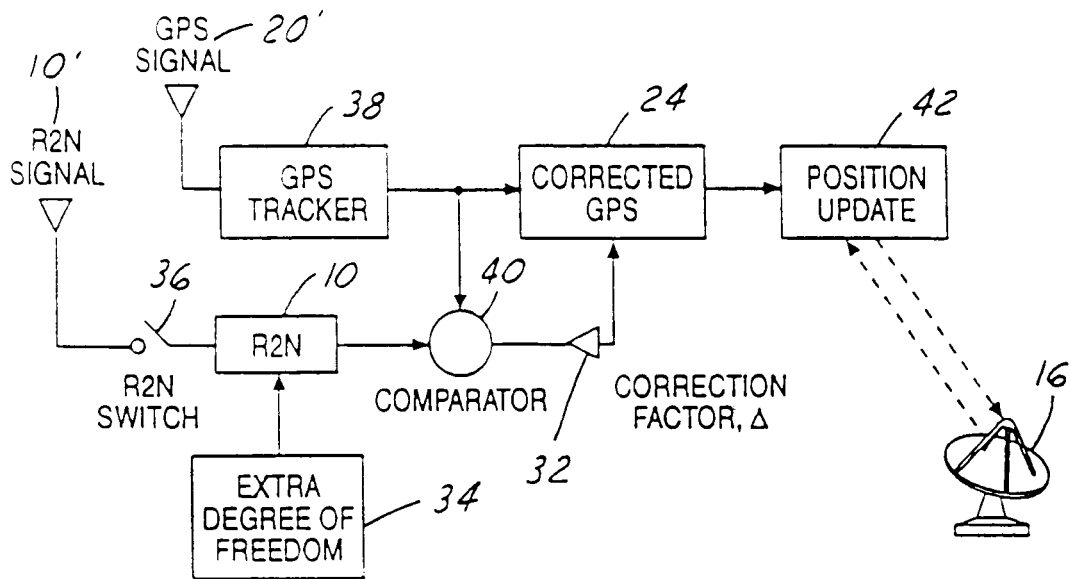 GPS
SIGNAL
20'
10'
R2N
SIGNAL
38
GPS
TRACKER
24
CORRECTED
GPS
42
POSITION
UPDATE
36
R2N
SWITCH
10
R2N
40
COMPARATOR
32
CORRECTION
FACTOR, Δ
16
EXTRA
DEGREE OF
FREEDOM
34